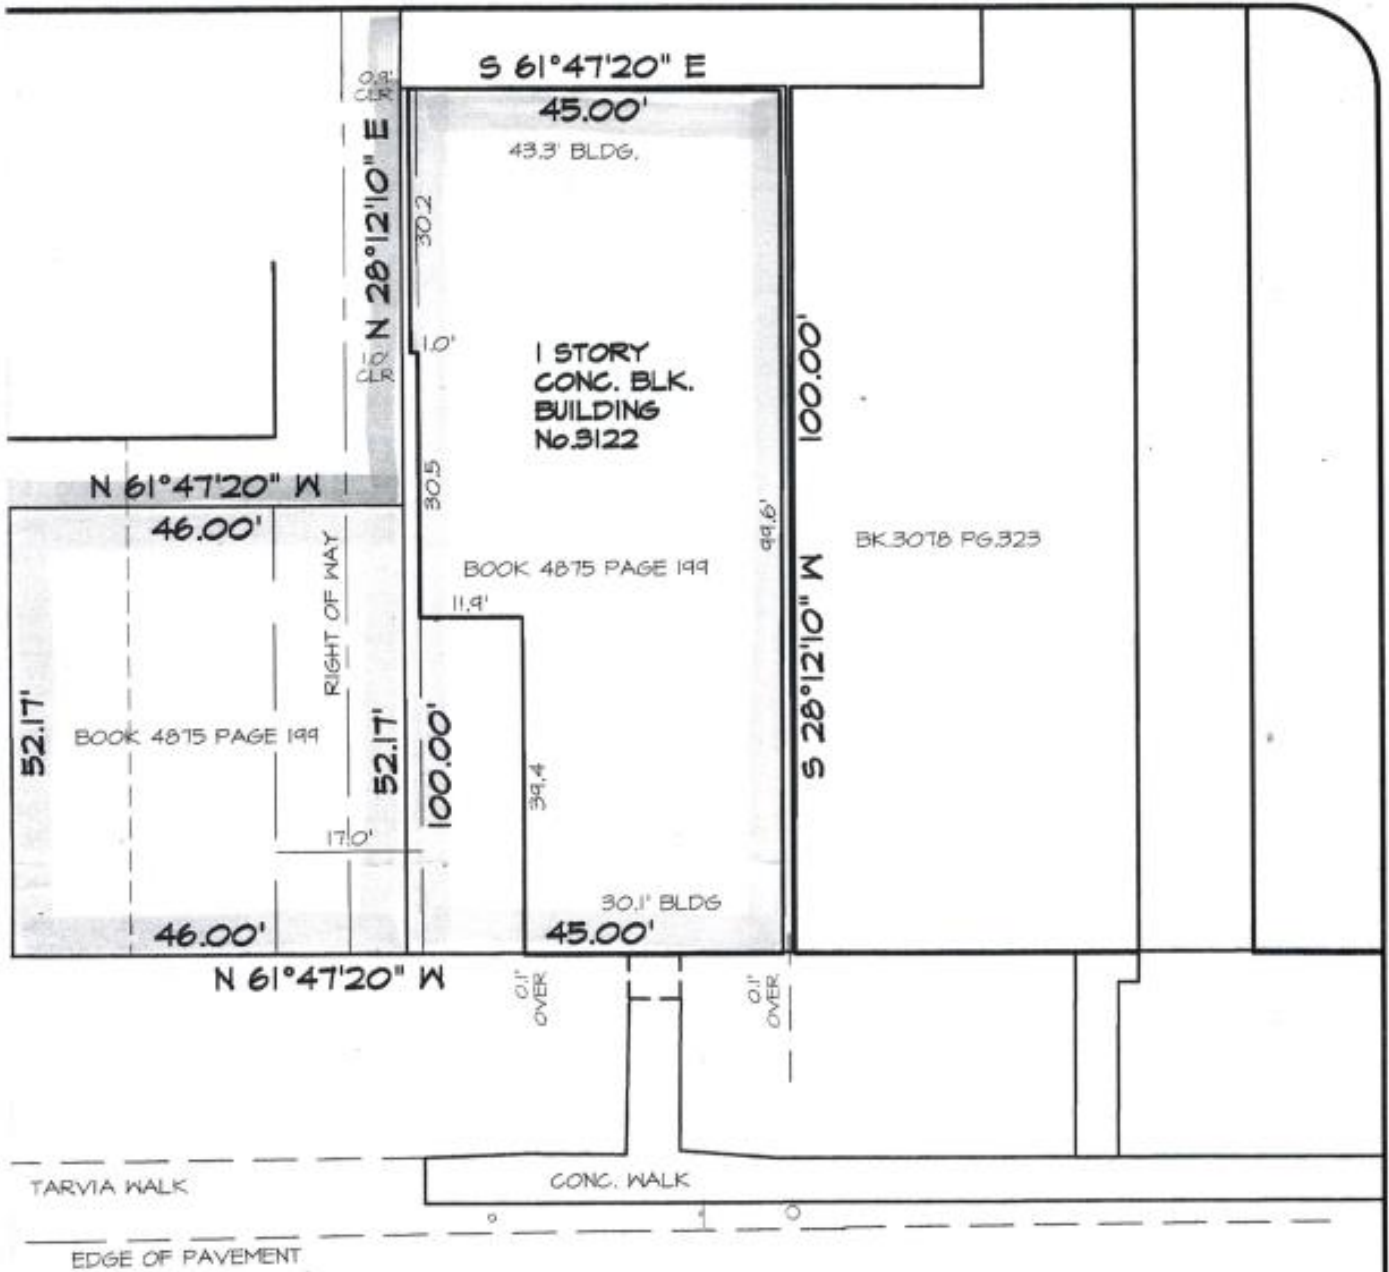 S 61°47'20" E
0.9'
CLR
45.00'
43.3' BLDG.
N 28°12'10" E
30.2
1.0'
1.0'
CLR
1 STORY
CONC. BLK.
BUILDING
No.3122
100.00'
N 61°47'20" W
46.00'
30.5
99.6'
BK.3078 PG.323
RIGHT OF WAY
BOOK 4875 PAGE 199
11.9'
S 28°12'10" W
52.17'
BOOK 4875 PAGE 199
52.17'
100.00'
39.4
17.0'
30.1' BLDG
46.00'
45.00'
N 61°47'20" W
0.1'
OVER
0.1'
OVER
TARVIA WALK
CONC. WALK
EDGE OF PAVEMENT